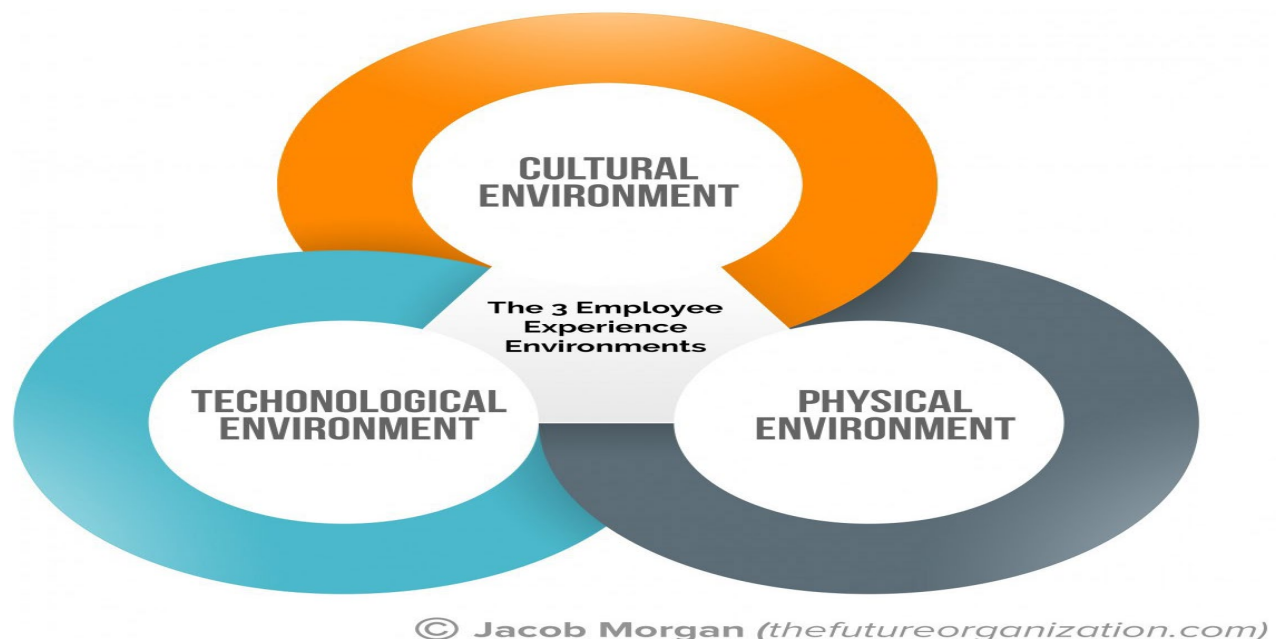 CULTURAL
ENVIRONMENT
The 3 Employee
Experience
Environments
TECHONOLOGICAL
ENVIRONMENT
PHYSICAL
ENVIRONMENT
© Jacob Morgan (thefutureorganization.com)